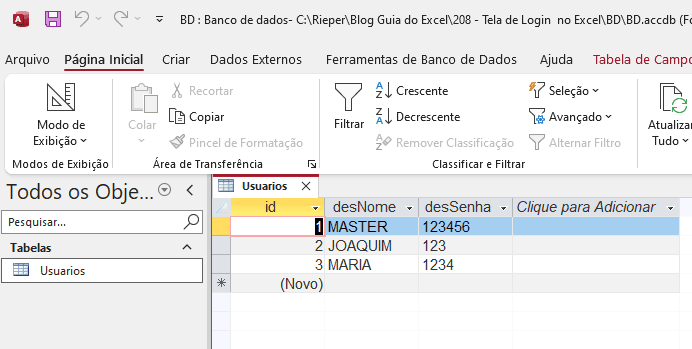 BD : Banco de dados- C:\Rieper\Blog Guia do Excel\208 - Tela de Login no Excel\BD\BD.accdb (Fo
Arquivo Página Inicial Criar Dados Externos Ferramentas de Banco de Dados Ajuda Tabela de Campo
Modo de Exibição
Modos de Exibição
Colar
Recortar
Copiar
Pincel de Formatação
Área de Transferência
Filtrar
Crescente
Decrescente
Remover Classificação
Seleção
Avançado
Alternar Filtro
Classificar e Filtrar
Atualizar
Tudo
Todos os Obje...
Pesquisar...
Tabelas
Usuarios
Usuarios
id desNome desSenha Clique para Adicionar
1 MASTER 123456
2 JOAQUIM 123
3 MARIA 1234
(Novo)